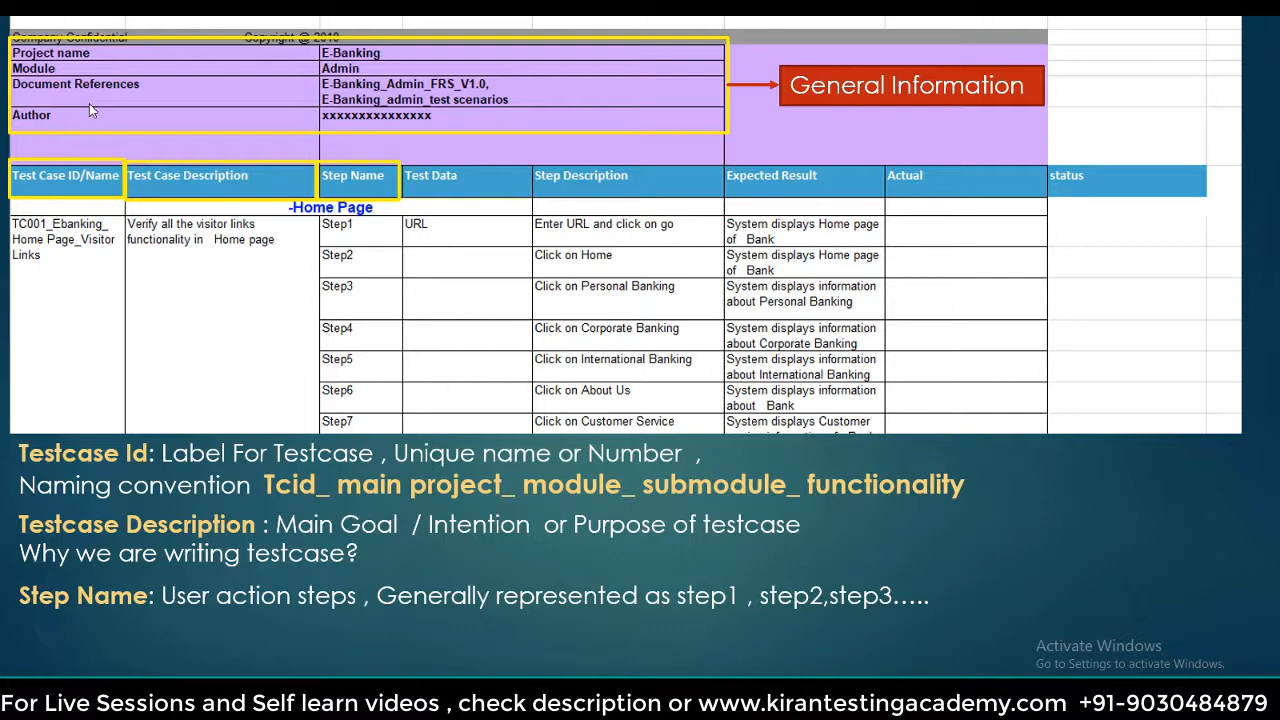 Company Confidential Copyright @ 2010
Project name E-Banking
Module Admin
Document References E-Banking_Admin_FRS_V1.0,
E-Banking_admin_test scenarios
Author xxxxxxxxxxxxxxx
General Information
Test Case ID/Name Test Case Description Step Name Test Data Step Description Expected Result Actual status
-Home Page
TC001_Ebanking_ Verify all the visitor links Step1 URL Enter URL and click on go System displays Home page
Home Page_Visitor functionality in Home page of Bank
Links Step2 Click on Home System displays Home page
of Bank
Step3 Click on Personal Banking System displays information
about Personal Banking
Step4 Click on Corporate Banking System displays information
about Corporate Banking
Step5 Click on International Banking System displays information
about International Banking
Step6 Click on About Us System displays information
about Bank
Step7 Click on Customer Service System displays Customer
Testcase Id: Label For Testcase , Unique name or Number ,
Naming convention Tcid_ main project_ module_ submodule_ functionality
Testcase Description : Main Goal / Intention or Purpose of testcase
Why we are writing testcase?
Step Name: User action steps , Generally represented as step1 , step2,step3.....
Activate Windows
Go to Settings to activate Windows.
For Live Sessions and Self learn videos , check description or www.kirantestingacademy.com +91-9030484879